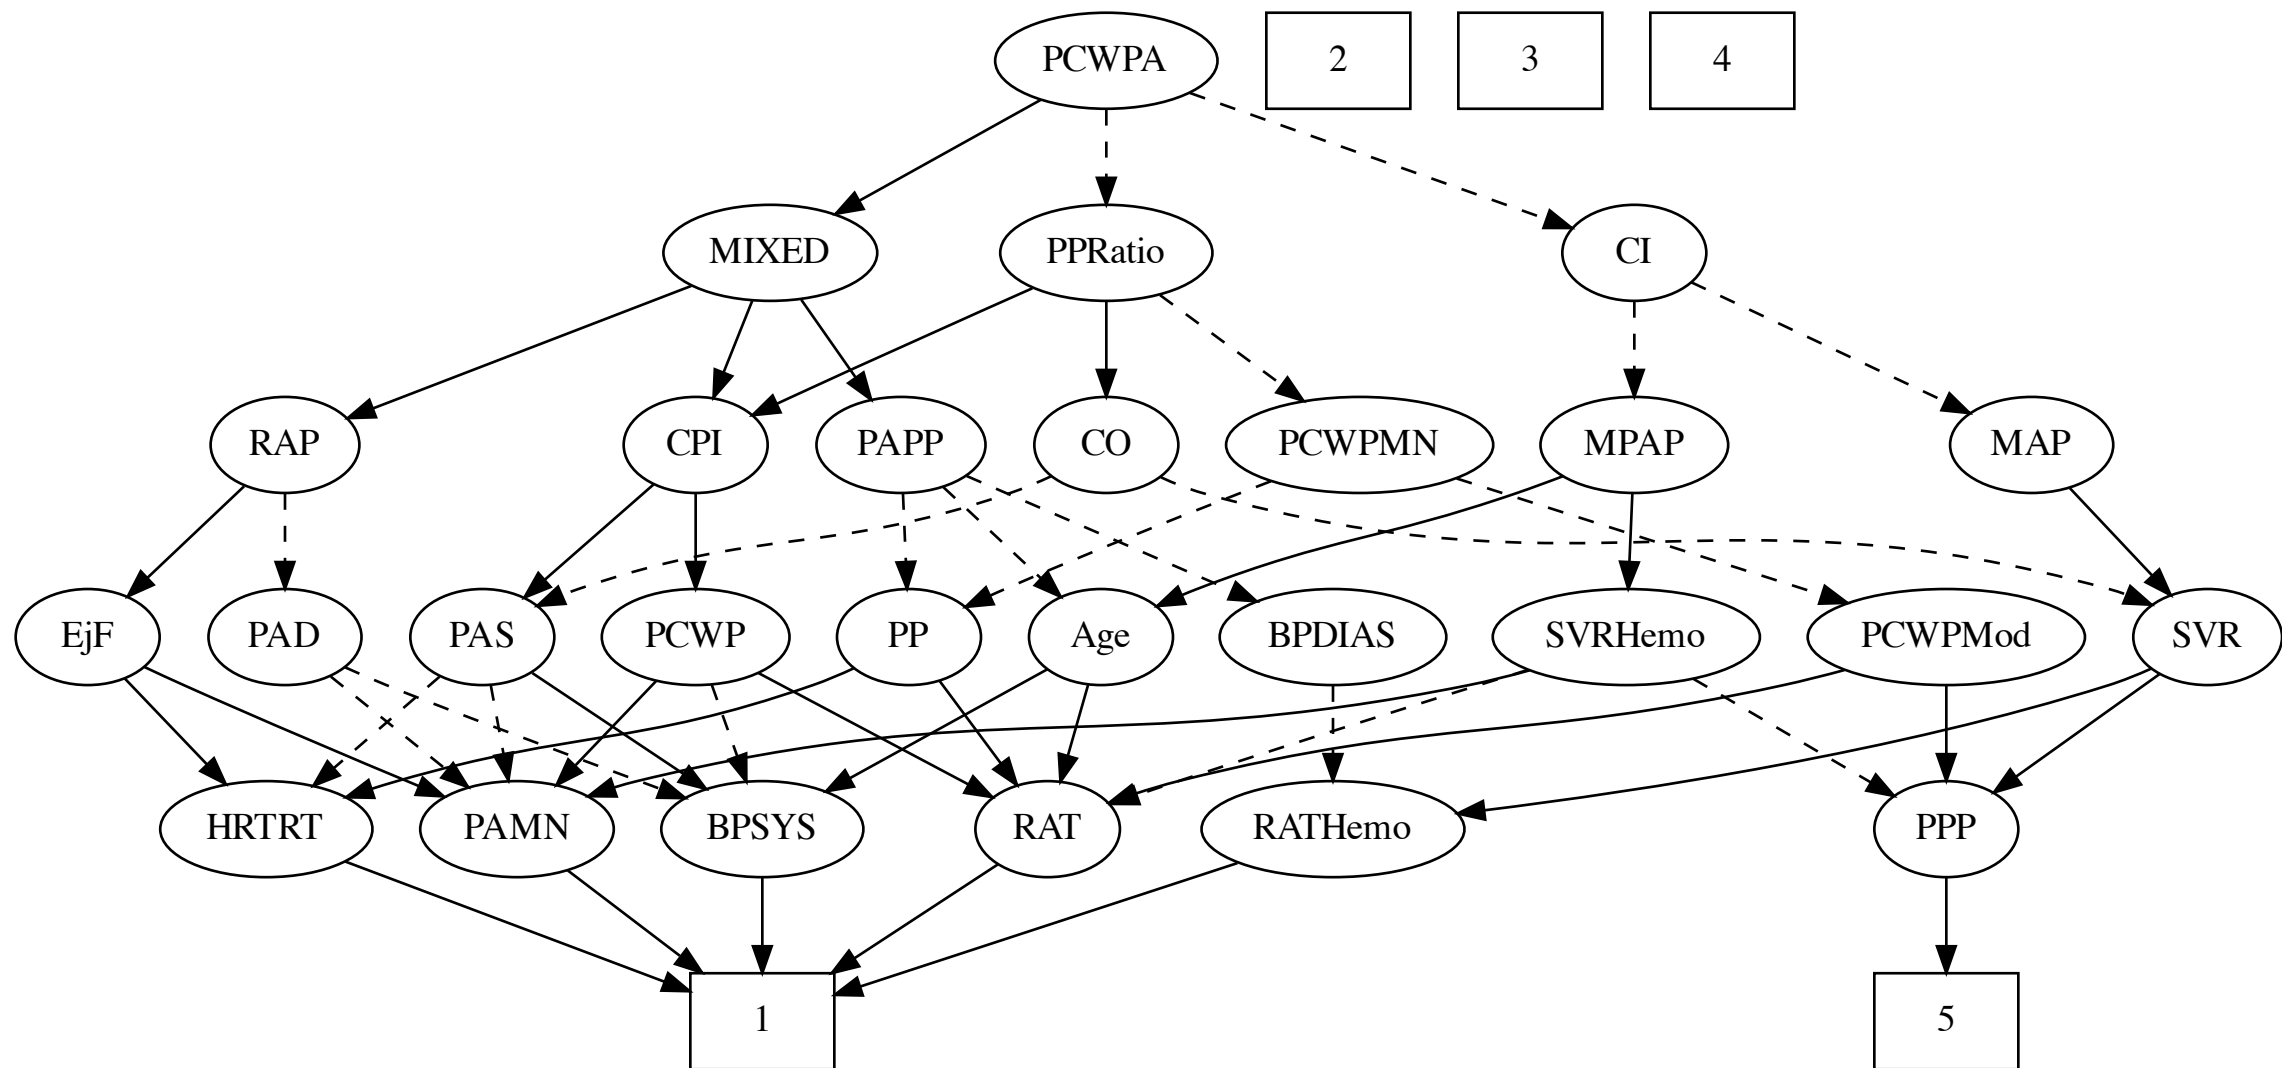 PCWPA
2
3
4
MIXED
PPRatio
CI
RAP
CPI
PAPP
CO
PCWPMN
MPAP
MAP
EjF
PAD
PAS
PCWP
PP
Age
BPDIAS
SVRHemo
PCWPMod
SVR
HRTRT
PAMN
BPSYS
RAT
RATHemo
PPP
1
5